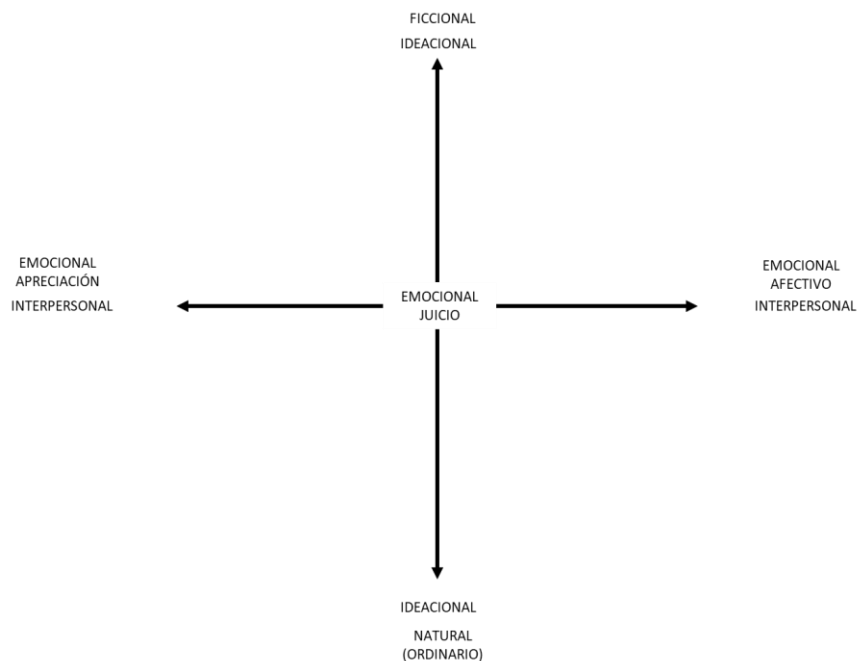 FICCIONAL
IDEACIONAL
EMOCIONAL
APRECIACIÓN
INTERPERSONAL
EMOCIONAL
JUICIO
EMOCIONAL
AFECTIVO
INTERPERSONAL
IDEACIONAL
NATURAL
(ORDINARIO)